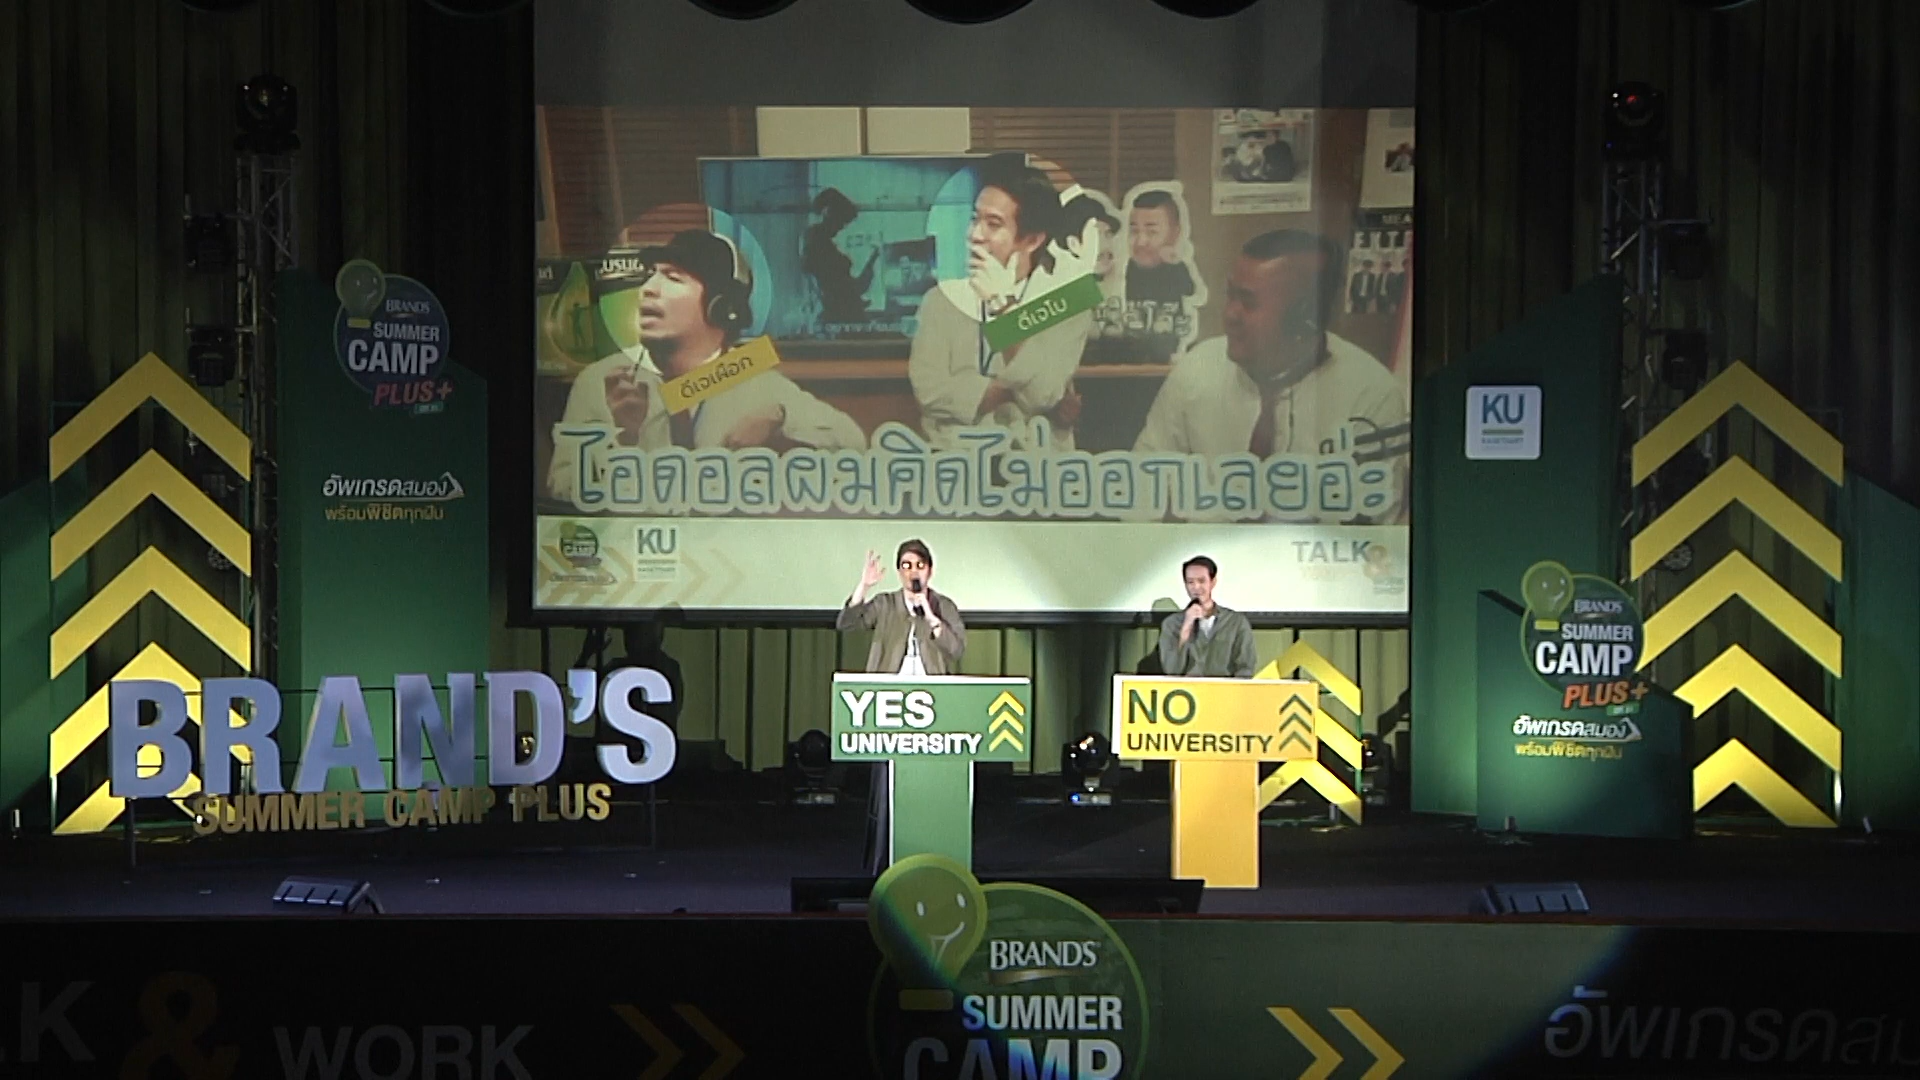 BRAND'S
SUMMER
CAMP
PLUS+
อัพเกรดสมอง
พร้อมพิชิตทุกฝัน
ดีเจเผือก
ดีเจโบ
ไอดอลผมคิดไม่ออกเลยอ่ะ
CAMP
KU
TALK
&
KU
BRAND'S
SUMMER
CAMP
PLUS+
อัพเกรดสมอง
พร้อมพิชิตทุกฝัน
BRAND'S
SUMMER CAMP PLUS
YES
UNIVERSITY
NO
UNIVERSITY
LK & WORK
BRAND'S
SUMMER
CAMP
อัพเกรดสม